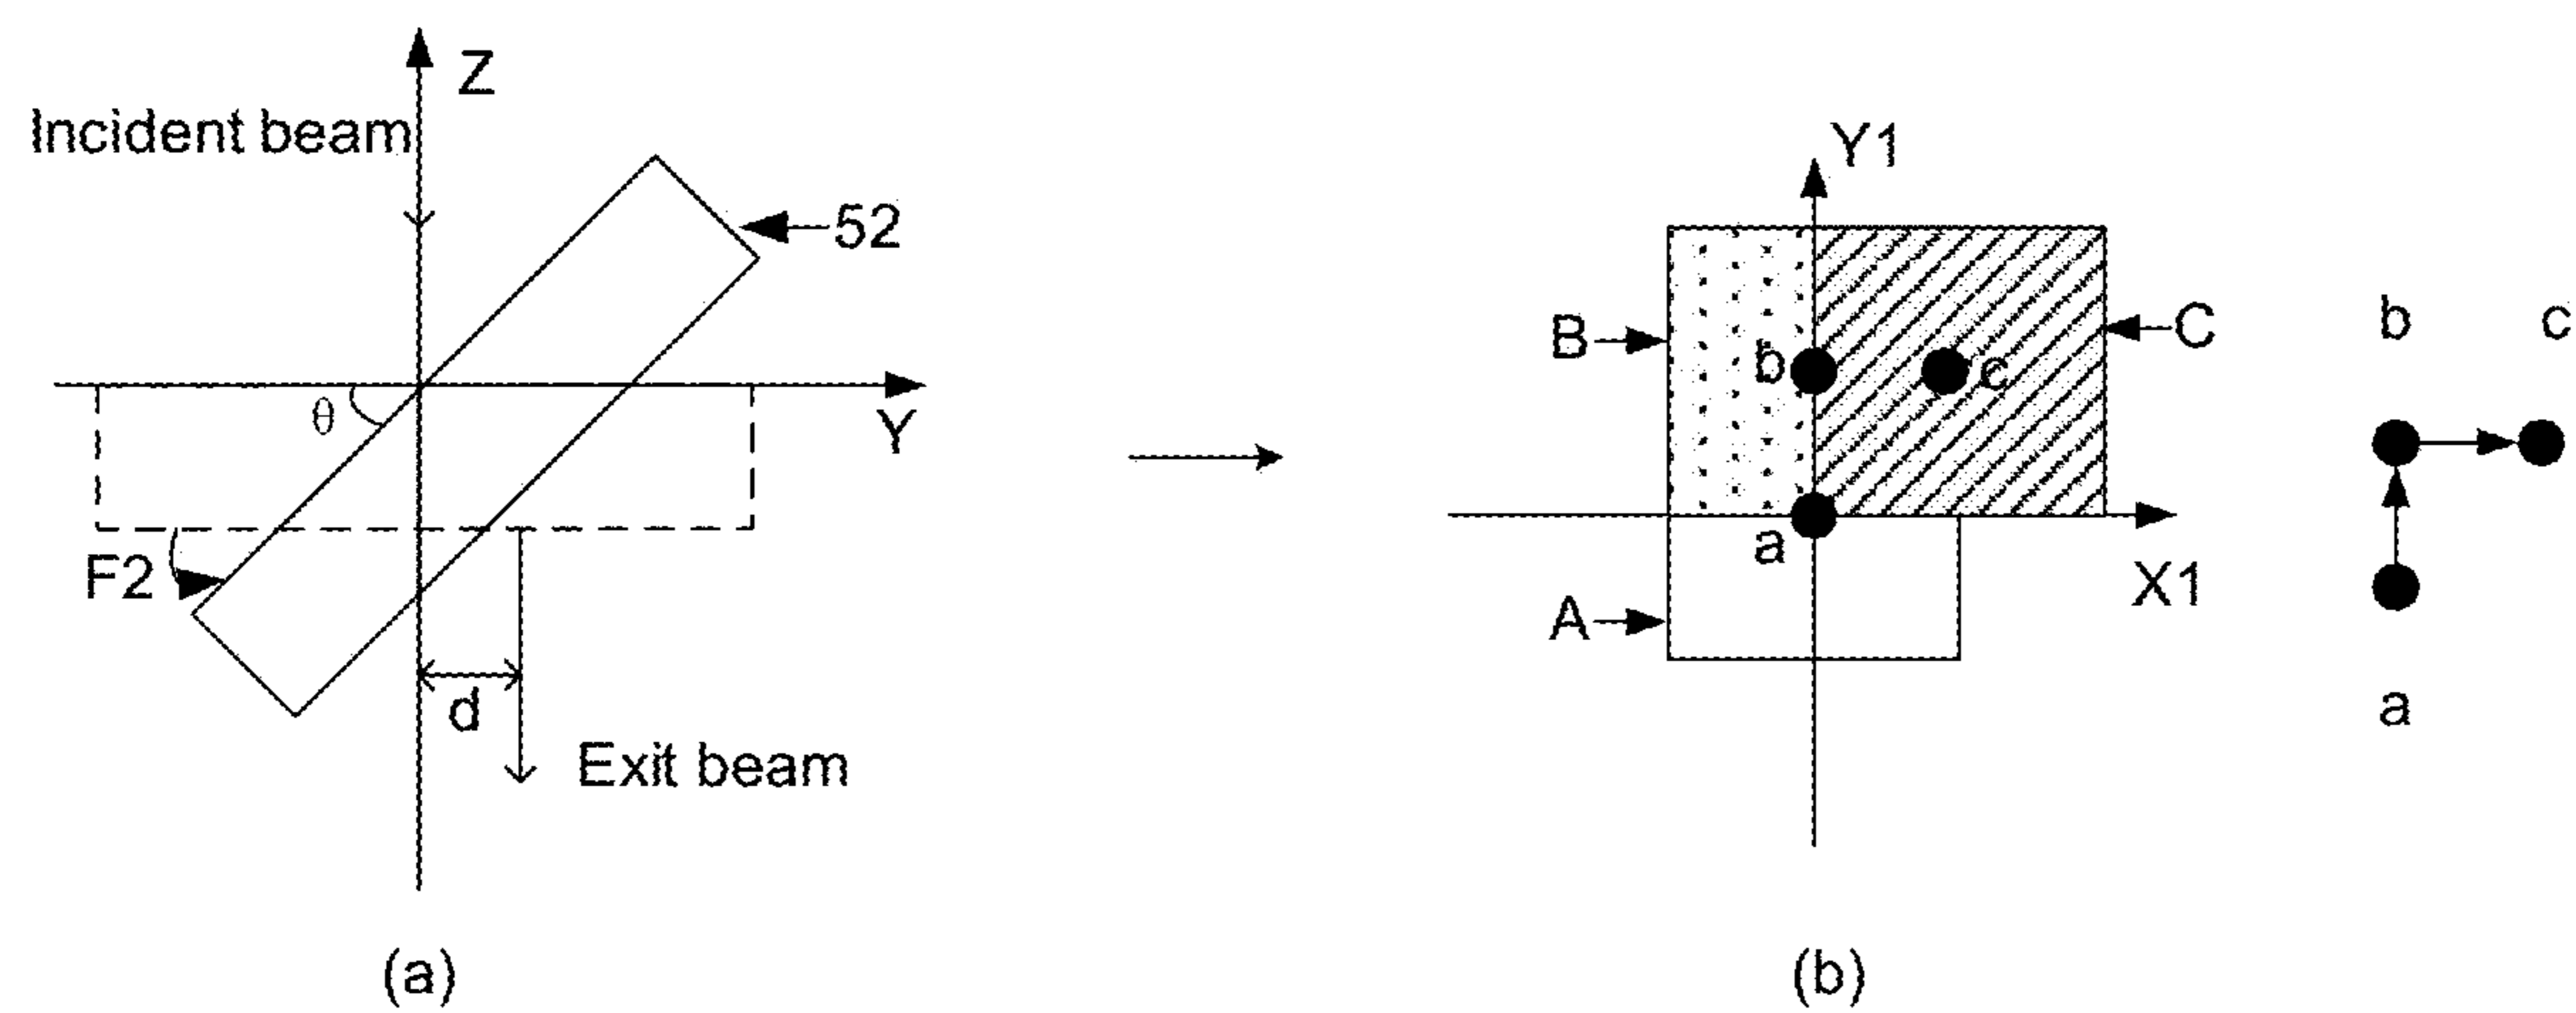 Z
Incident beam
52
θ
Y
F2
d
Exit beam
(a)
Y1
B
b
c
C
a
A
X1
(b)
b c
a